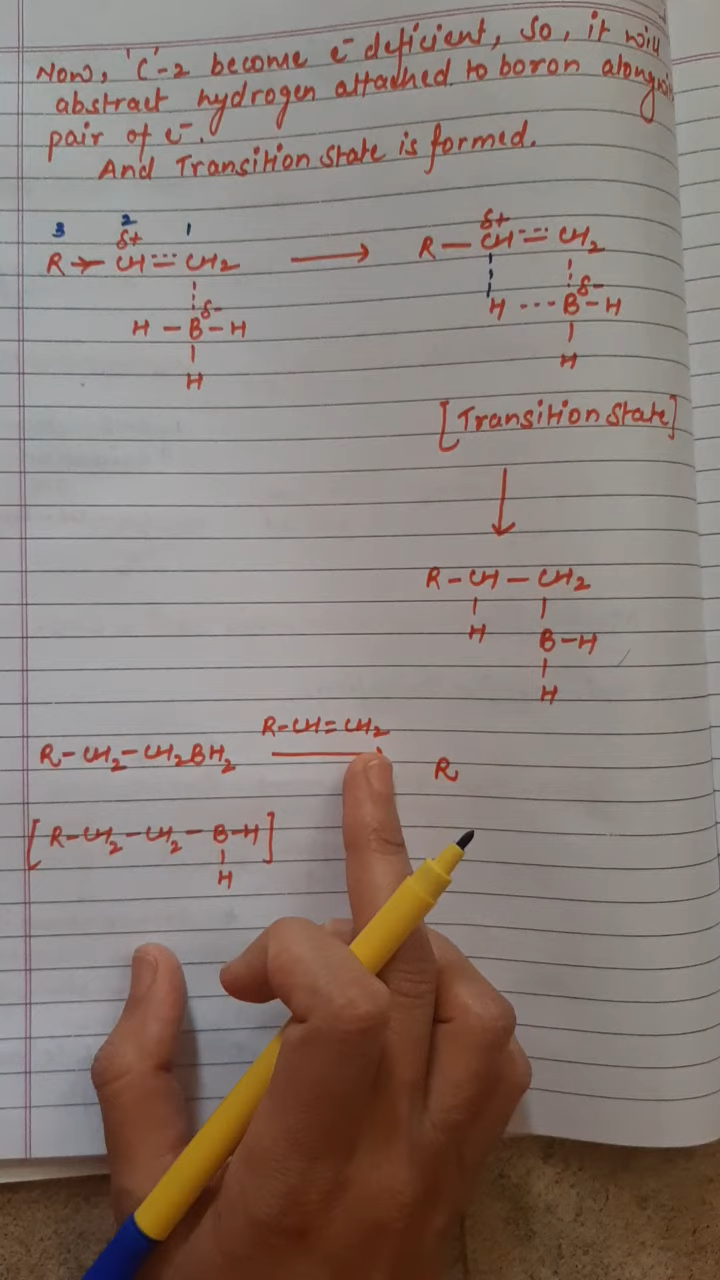 Now, 'C'-2 become e⁻ deficient, So, it will
abstract hydrogen attached to boron alongwi
pair of e⁻.
And Transition State is formed.
3 2 1
δ+ δ+
R → CH ⩴ CH₂ ⟶ R — CH ⩴ CH₂
δ- δ-
H — B — H H --- B — H
H H
[Transition State]
↓
R — CH — CH₂
H B — H
H
R-CH=CH₂
R-CH₂-CH₂BH₂ ⟶ R
[R-CH₂-CH₂-B-H]
H